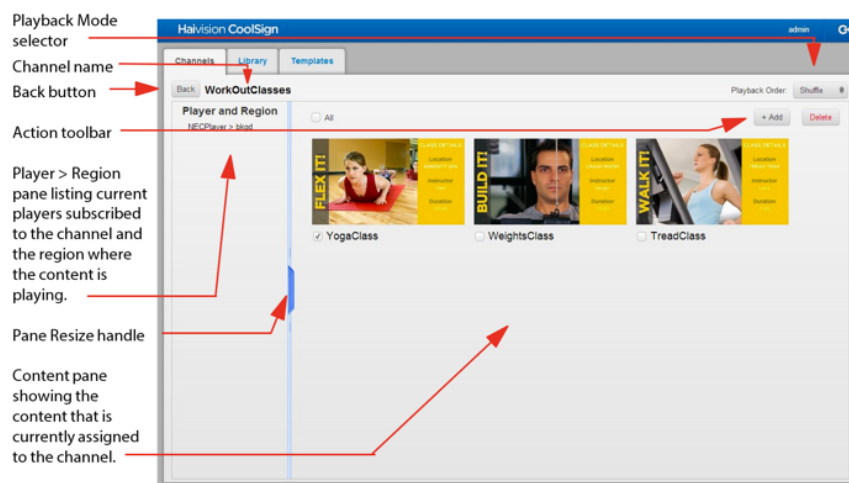 Playback Mode
selector
Channel name
Back button
Action toolbar
Player > Region
pane listing current
players subscribed
to the channel and
the region where
the content is
playing.
Pane Resize handle
Content pane
showing the
content that is
currently assigned
to the channel.
Haivision CoolSign
admin
Channels Library Templates
Back WorkOutClasses
Playback Order: Shuffle
Player and Region
NECPlayer > bkgd
All
+ Add Delete
FLEX IT!
CLASS DETAILS
Location
SERENITY SPA
Instructor
Duration
YogaClass
BUILD IT!
CLASS DETAILS
Location
Instructor
Duration
WeightsClass
WALK IT!
CLASS DETAILS
Location
Instructor
Duration
TreadClass